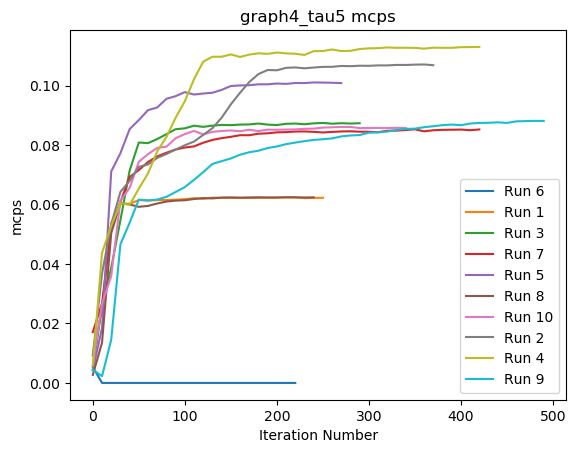 graph4_tau5 mcps
mcps
0.10
0.08
0.06
0.04
0.02
0.00
0
100
200
300
400
500
Iteration Number
Run 6
Run 1
Run 3
Run 7
Run 5
Run 8
Run 10
Run 2
Run 4
Run 9